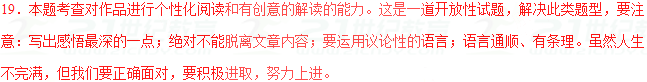 19．本题考查对作品进行个性化阅读和有创意的解读的能力。这是一道开放性试题，解决此类题型，要注
意：写出感悟最深的一点；绝对不能脱离文章内容；要运用议论性的语言；语言通顺、有条理。虽然人生
不完满，但我们要正确面对，要积极进取，努力上进。